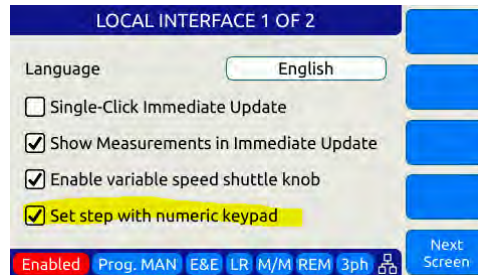 LOCAL INTERFACE 1 OF 2
Language English
Single-Click Immediate Update
Show Measurements in Immediate Update
Enable variable speed shuttle knob
Set step with numeric keypad
Enabled Prog. MAN E&E LR M/M REM 3ph
Next
Screen